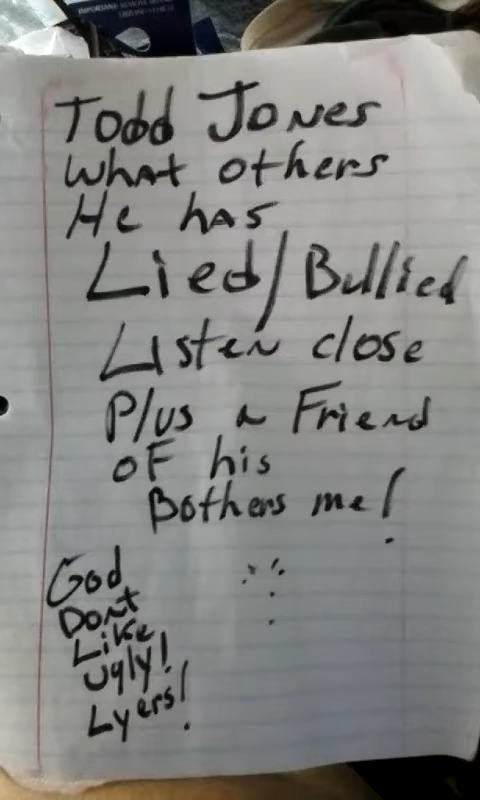 Todd Jones
What others
He has
Lied/Bullied
Listen close
Plus a Friend
OF his
Bothers me!
God
Dont
Like
Ugly!
Lyers!